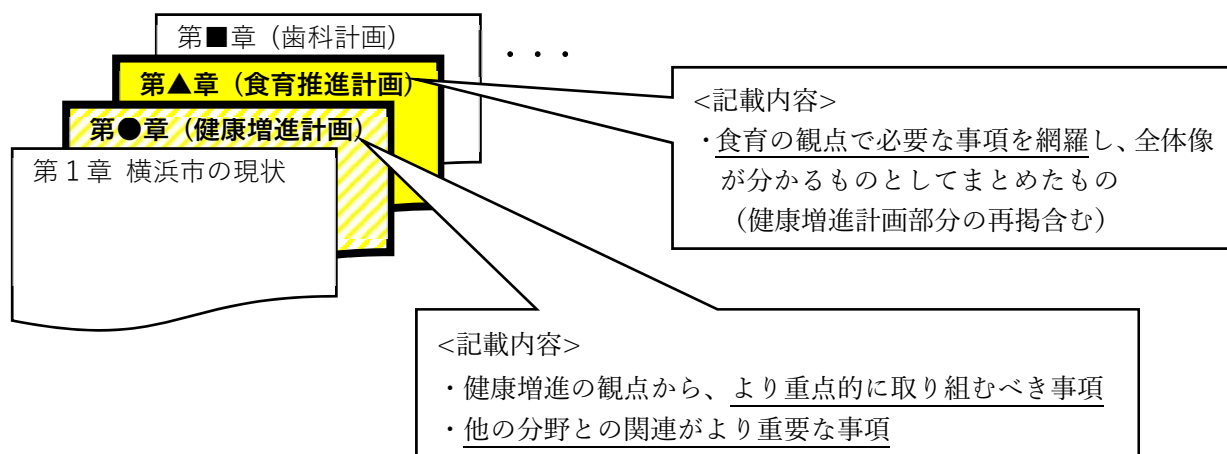 第■章（歯科計画）
・・・
第▲章（食育推進計画）
第●章（健康増進計画）
第１章 横浜市の現状
<記載内容>
・食育の観点で必要な事項を網羅し、全体像
が分かるものとしてまとめたもの
（健康増進計画部分の再掲含む）
<記載内容>
・健康増進の観点から、より重点的に取り組むべき事項
・他の分野との関連がより重要な事項